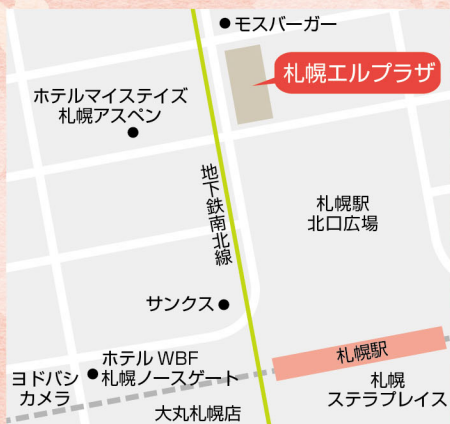 モスバーガー
札幌エルプラザ
ホテルマイステイズ
札幌アスペン
地下鉄南北線
札幌駅
北口広場
サンクス
札幌駅
ホテル WBF
札幌ノースゲート
ヨドバシ
カメラ
札幌
ステラプレイス
大丸札幌店